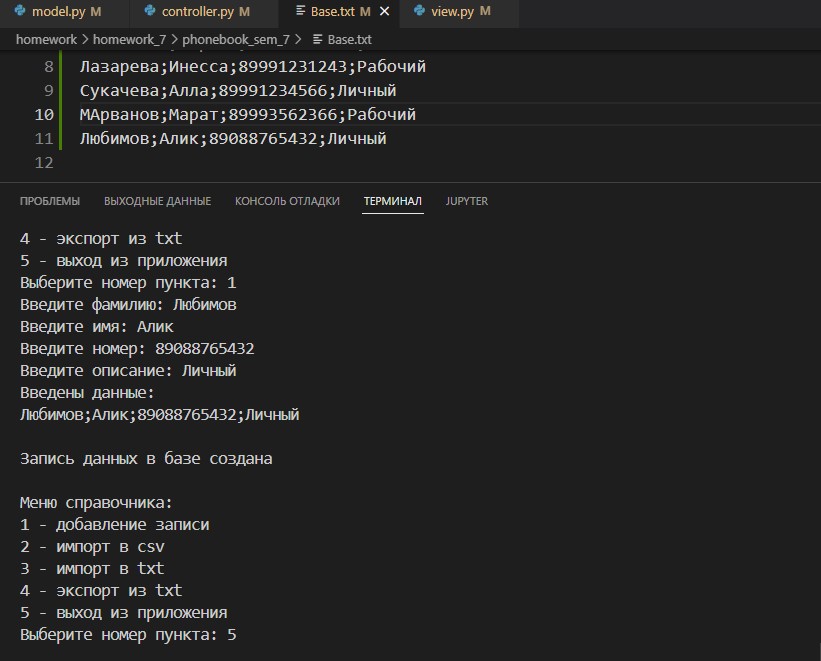 model.py M controller.py M Base.txt M view.py M
homework > homework_7 > phonebook_sem_7 > Base.txt
8 Лазарева;Инесса;89991231243;Рабочий
9 Сукачева;Алла;89991234566;Личный
10 МАрванов;Марат;89993562366;Рабочий
11 Любимов;Алик;89088765432;Личный
12
ПРОБЛЕМЫ ВЫХОДНЫЕ ДАННЫЕ КОНСОЛЬ ОТЛАДКИ ТЕРМИНАЛ JUPYTER
4 - экспорт из txt
5 - выход из приложения
Выберите номер пункта: 1
Введите фамилию: Любимов
Введите имя: Алик
Введите номер: 89088765432
Введите описание: Личный
Введены данные:
Любимов;Алик;89088765432;Личный
Запись данных в базе создана
Меню справочника:
1 - добавление записи
2 - импорт в csv
3 - импорт в txt
4 - экспорт из txt
5 - выход из приложения
Выберите номер пункта: 5